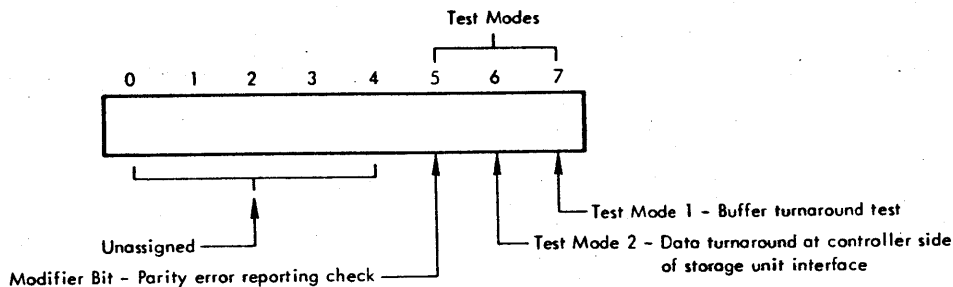 Test Modes
0 1 2 3 4 5 6 7
Test Mode 1 - Buffer turnaround test
Unassigned
Test Mode 2 - Data turnaround at controller side
of storage unit interface
Modifier Bit - Parity error reporting check